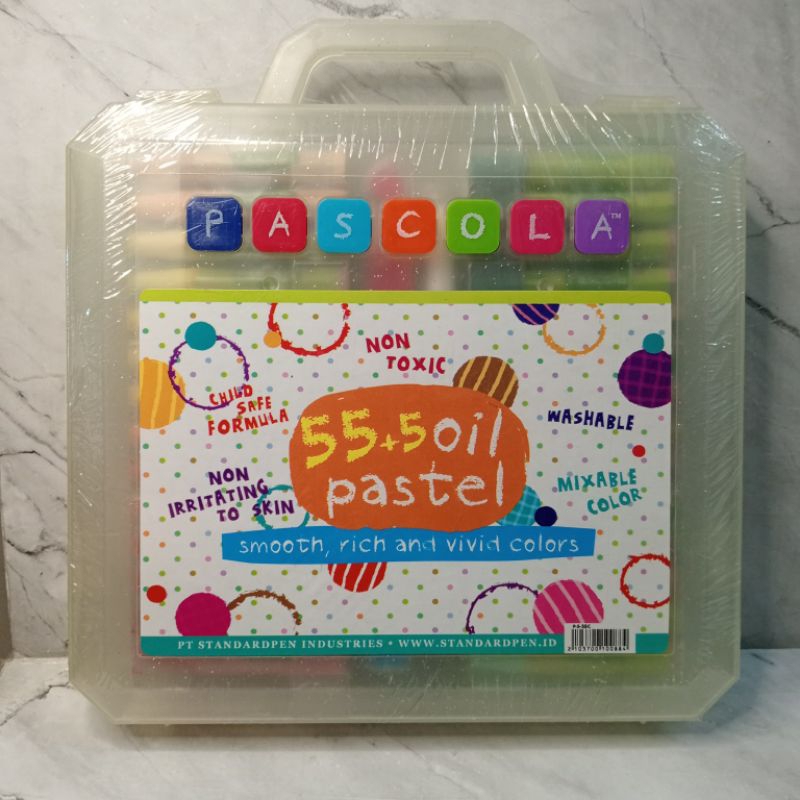 PASCOLA™
NON
TOXIC
CHILD
SAFE
FORMULA
55+5 oil
pastel
WASHABLE
NON
IRRITATING
TO SKIN
MIXABLE
COLOR
smooth, rich and vivid colors
PT STANDARDPEN INDUSTRIES • WWW.STANDARDPEN.ID